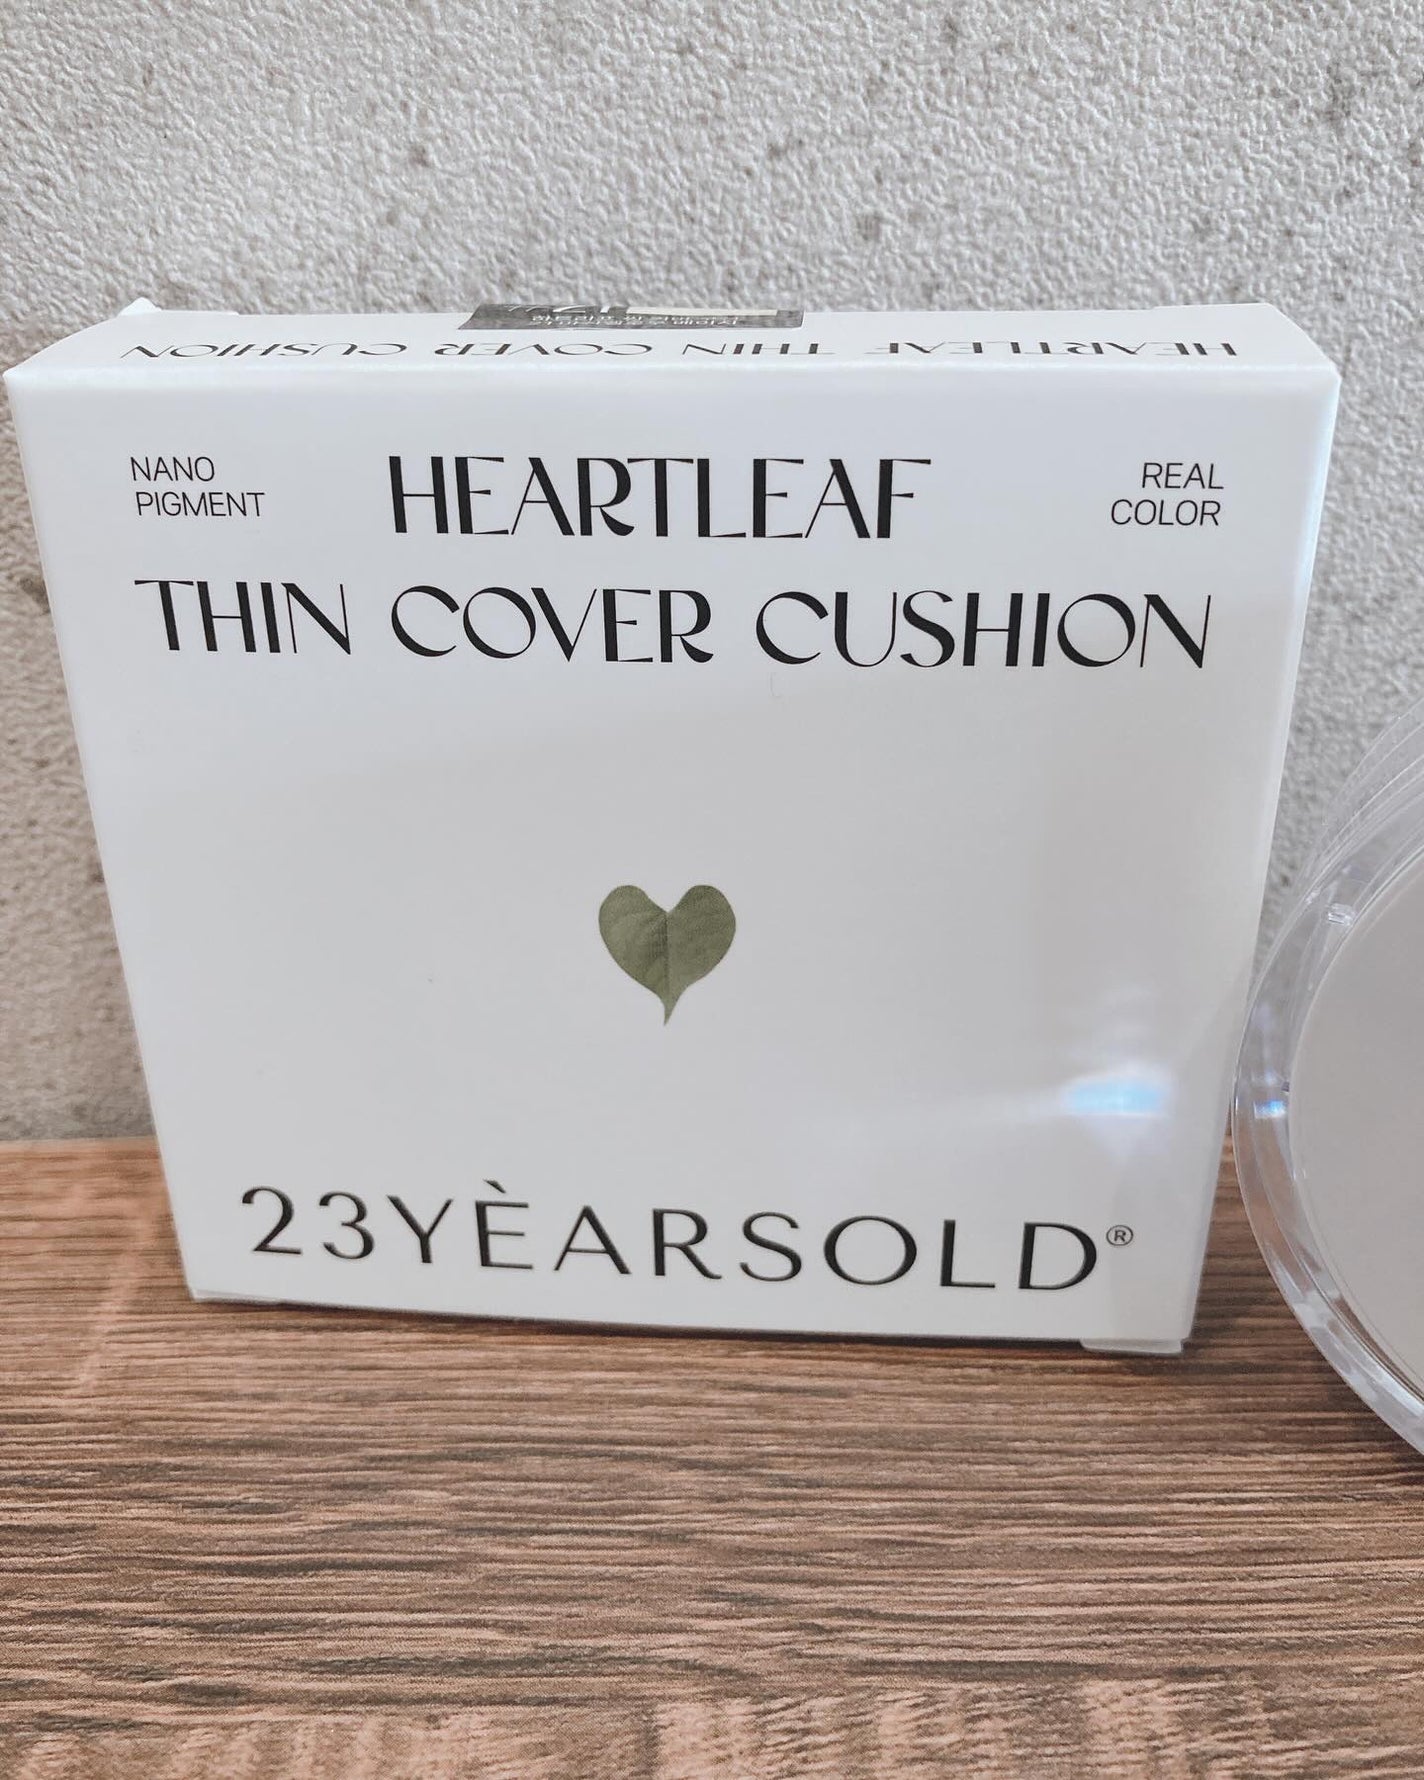 HEARTLEAF THIN COVER CUSHION
NANO
PIGMENT
HEARTLEAF
REAL
COLOR
THIN COVER CUSHION
23YÈARSOLD®